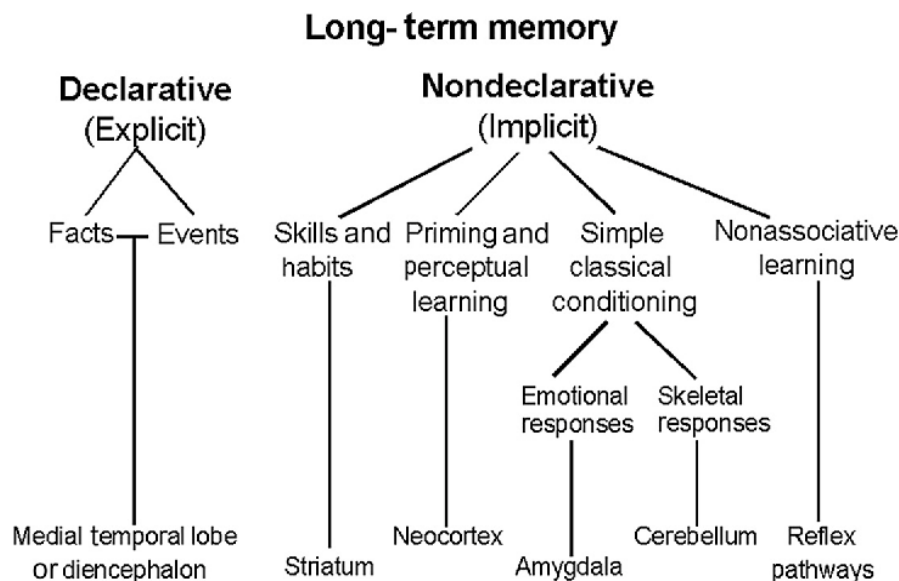 Long- term memory
Declarative
(Explicit)
Nondeclarative
(Implicit)
Facts
Events
Skills and
habits
Priming and
perceptual
learning
Simple
classical
conditioning
Nonassociative
learning
Emotional
responses
Skeletal
responses
Medial temporal lobe
or diencephalon
Striatum
Neocortex
Amygdala
Cerebellum
Reflex
pathways